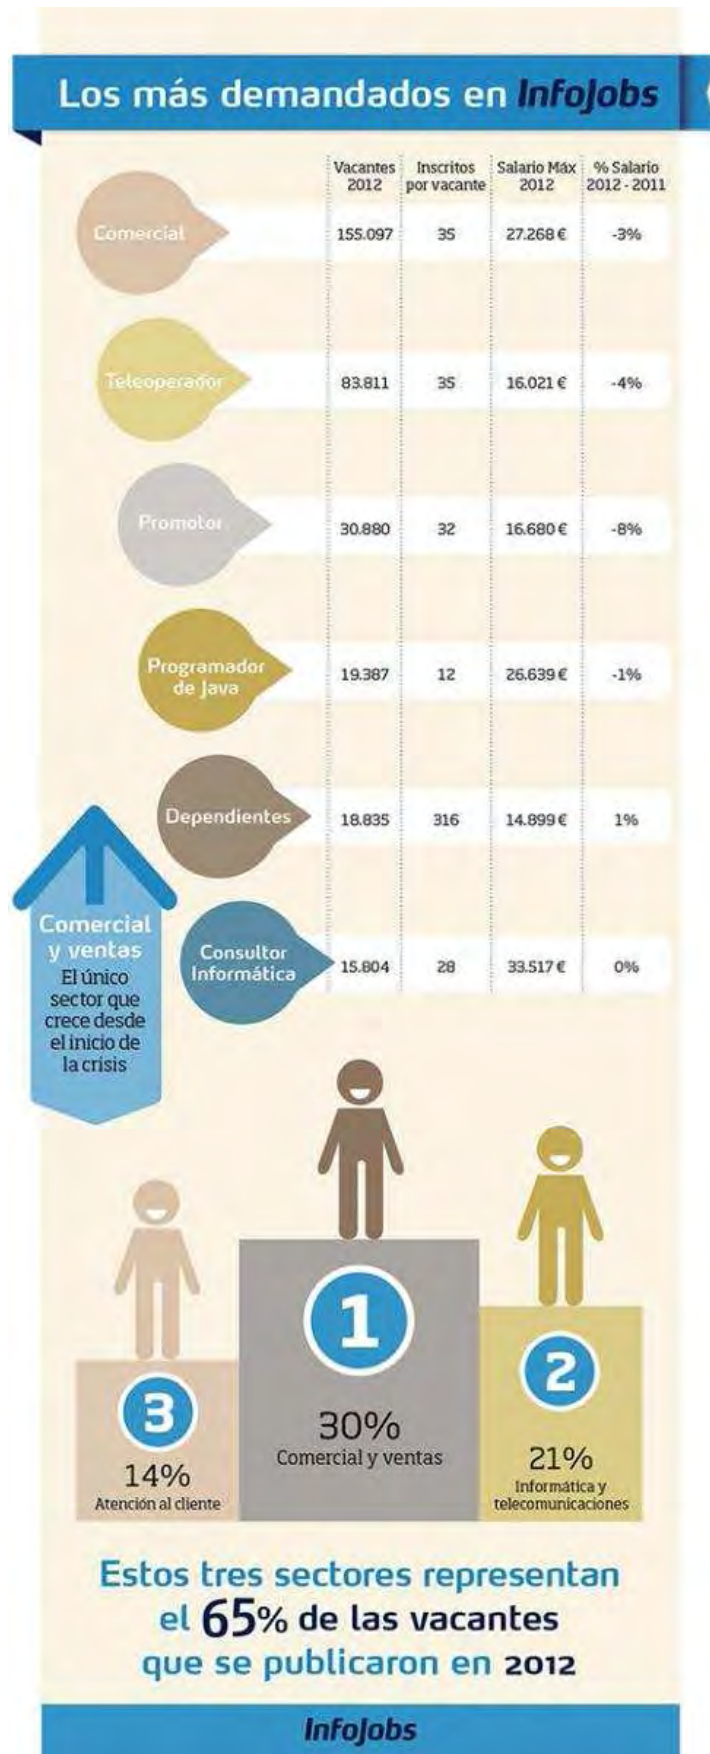 Los más demandados en InfoJobs
Vacantes 2012
Inscritos por vacante
Salario Máx 2012
% Salario 2012 - 2011
Comercial 155.097 35 27.268 € -3%
Teleoperador 83.811 35 16.021 € -4%
Promotor 30.880 32 16.680 € -8%
Programador
de Java 19.387 12 26.639 € -1%
Dependientes 18.835 316 14.899 € 1%
Consultor
Informática 15.804 28 33.517 € 0%
Comercial
y ventas
El único
sector que
crece desde
el inicio de
la crisis
1
30%
Comercial y ventas
2
21%
Informática y
telecomunicaciones
3
14%
Atención al cliente
Estos tres sectores representan
el 65% de las vacantes
que se publicaron en 2012
InfoJobs